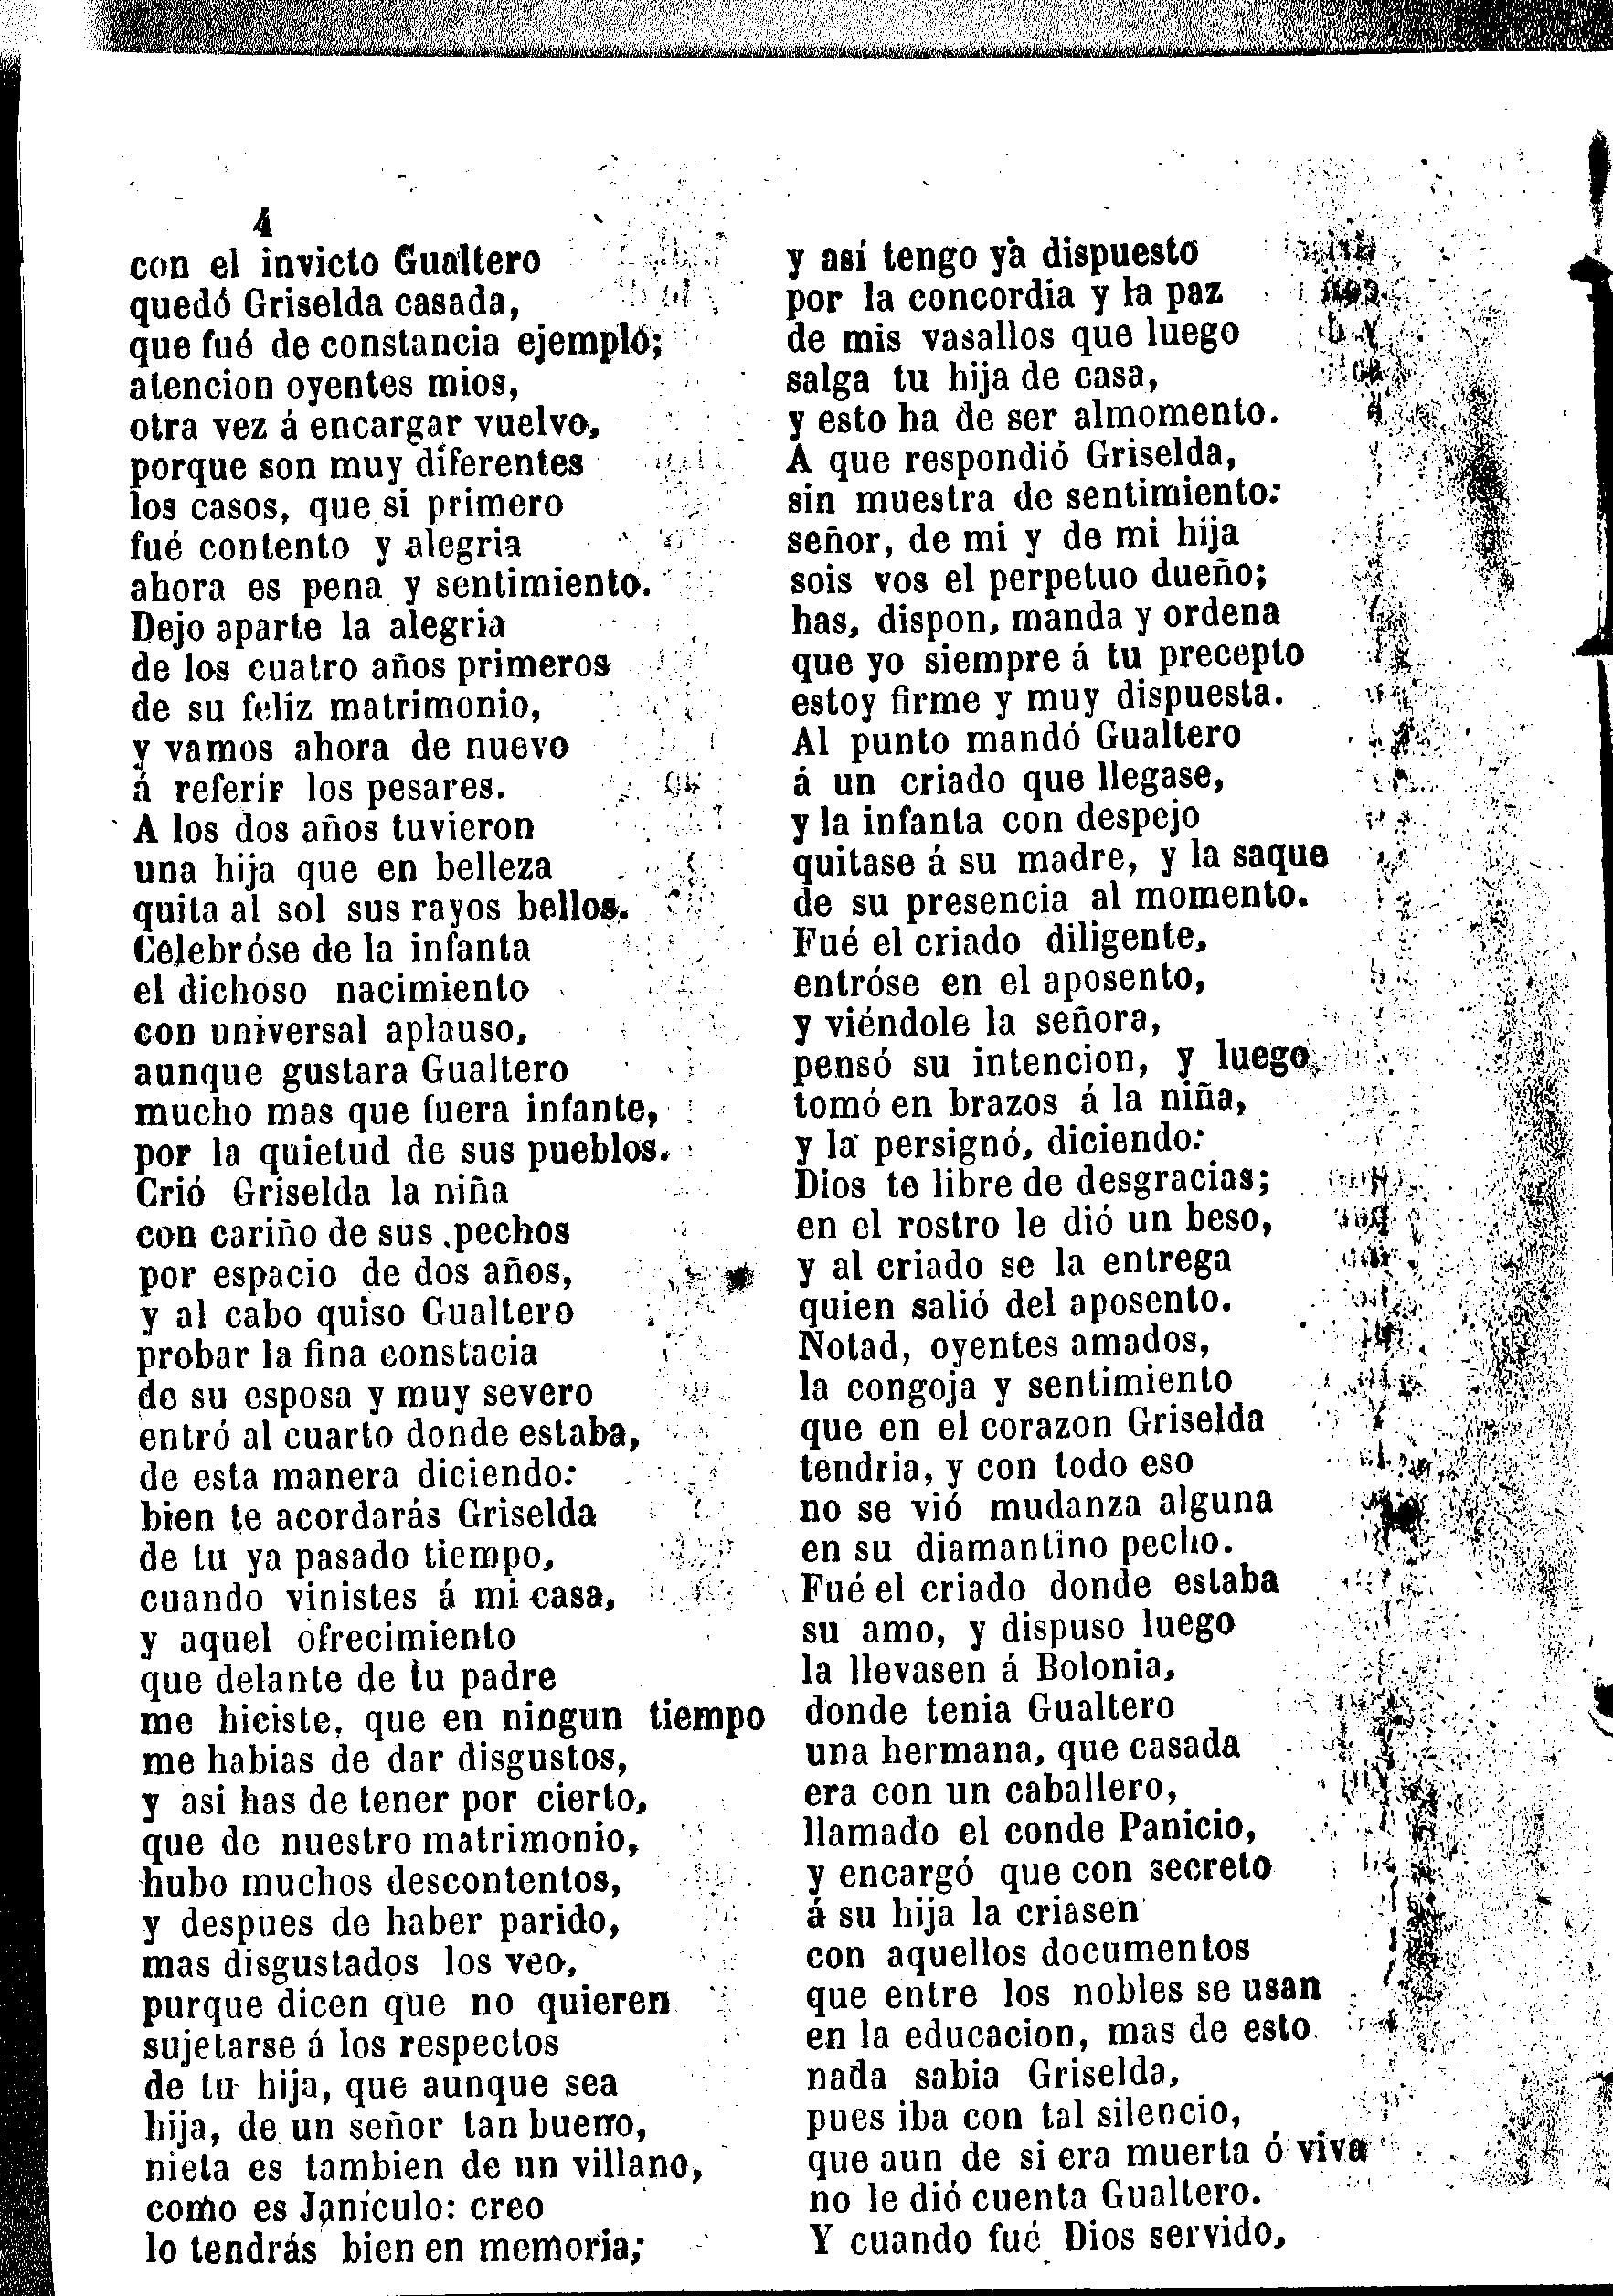 4
con el invicto Gualtero
quedó Griselda casada,
que fué de constancia ejempló;
atencion oyentes mios,
otra vez á encargar vuelvo,
porque son muy diferentes
los casos, que si primero
fué contento y alegria
ahora es pena y sentimiento.
Dejo aparte la alegria
de los cuatro años primeros
de su feliz matrimonio,
y vamos ahora de nuevo
á referir los pesares.
A los dos años tuvieron
una hija que en belleza
quita al sol sus rayos bellos.
Celebróse de la infanta
el dichoso nacimiento
con universal aplauso,
aunque gustara Gualtero
mucho mas que fuera infante,
por la quietud de sus pueblos.
Crió Griselda la niña
con cariño de sus pechos
por espacio de dos años,
y al cabo quiso Gualtero
probar la fina constacia
de su esposa y muy severo
entró al cuarto donde estaba,
de esta manera diciendo:
bien te acordarás Griselda
de tu ya pasado tiempo,
cuando vinistes á mi casa,
y aquel ofrecimiento
que delante de tu padre
me hiciste, que en ningun tiempo
me habias de dar disgustos,
y asi has de tener por cierto,
que de nuestro matrimonio,
hubo muchos descontentos,
y despues de haber parido,
mas disgustados los veo,
purque dicen que no quieren
sujetarse á los respectos
de tu hija, que aunque sea
hija, de un señor tan bueno,
nieta es tambien de un villano,
como es Janículo: creo
lo tendrás bien en memoria;
y así tengo ya dispuesto
por la concordia y la paz
de mis vasallos que luego
salga tu hija de casa,
y esto ha de ser almomento.
A que respondió Griselda,
sin muestra de sentimiento:
señor, de mi y de mi hija
sois vos el perpetuo dueño;
has, dispon, manda y ordena
que yo siempre á tu precepto
estoy firme y muy dispuesta.
Al punto mandó Gualtero
á un criado que llegase,
y la infanta con despejo
quitase á su madre, y la saque
de su presencia al momento.
Fué el criado diligente,
entróse en el aposento,
y viéndole la señora,
pensó su intencion, y luego
tomó en brazos á la niña,
y la persignó, diciendo:
Dios te libre de desgracias;
en el rostro le dió un beso,
y al criado se la entrega
quien salió del aposento.
Notad, oyentes amados,
la congoja y sentimiento
que en el corazon Griselda
tendria, y con todo eso
no se vió mudanza alguna
en su diamantino pecho.
Fué el criado donde estaba
su amo, y dispuso luego
la llevasen á Bolonia,
donde tenia Gualtero
una hermana, que casada
era con un caballero,
llamado el conde Panicio,
y encargó que con secreto
á su hija la criasen
con aquellos documentos
que entre los nobles se usan
en la educacion, mas de esto
nada sabia Griselda,
pues iba con tal silencio,
que aun de si era muerta ó viva
no le dió cuenta Gualtero.
Y cuando fué Dios servido,